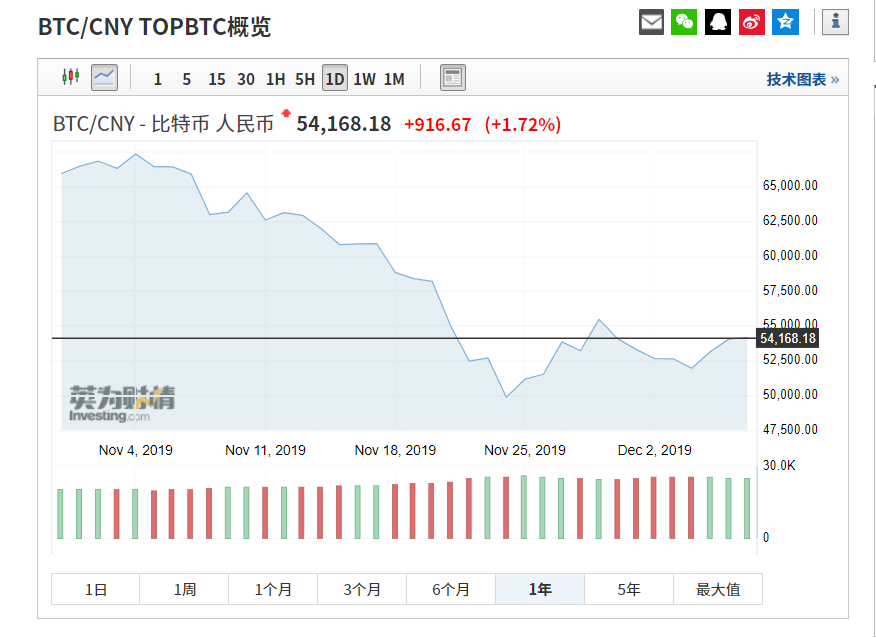 BTC/CNY TOPBTC概览
1 5 15 30 1H 5H 1D 1W 1M
技术图表 »
BTC/CNY - 比特币 人民币 54,168.18 +916.67 (+1.72%)
65,000.00
62,500.00
60,000.00
57,500.00
55,000.00
54,168.18
52,500.00
50,000.00
47,500.00
英为财情
Investing.com
Nov 4, 2019 Nov 11, 2019 Nov 18, 2019 Nov 25, 2019 Dec 2, 2019
30.0K
0
1日 1周 1个月 3个月 6个月 1年 5年 最大值